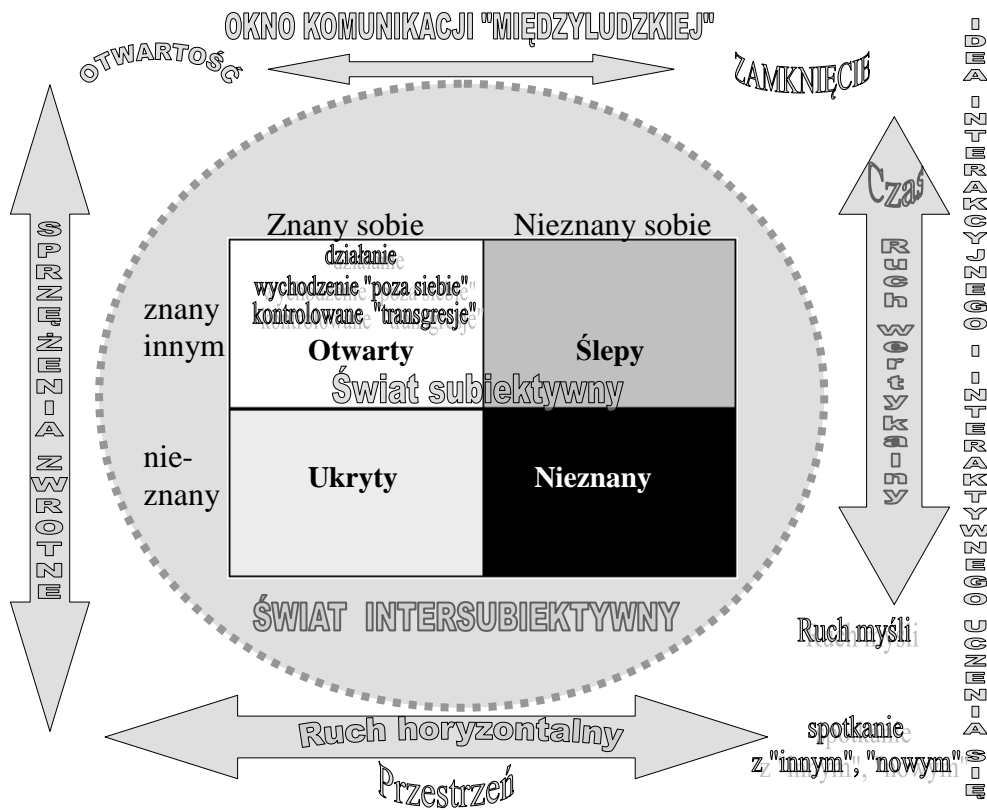 OKNO KOMUNIKACJI "MIĘDZYLUDZKIEJ"
OTWARTOŚĆ
ZAMKNIĘCIE
SPRZĘŻENIA ZWROTNE
Znany sobie
Nieznany sobie
działanie
wychodzenie "poza siebie"
kontrolowane "transgresje"
znany
innym
Otwarty
Ślepy
Świat subiektywny
nie-
znany
Ukryty
Nieznany
ŚWIAT INTERSUBIEKTYWNY
Czas
Ruch wertykalny
Ruch myśli
Ruch horyzontalny
Przestrzeń
spotkanie
z "innym", "nowym"
IDEA INTERAKCYJNEGO I INTERAKTYWNEGO UCZENIA SIĘ